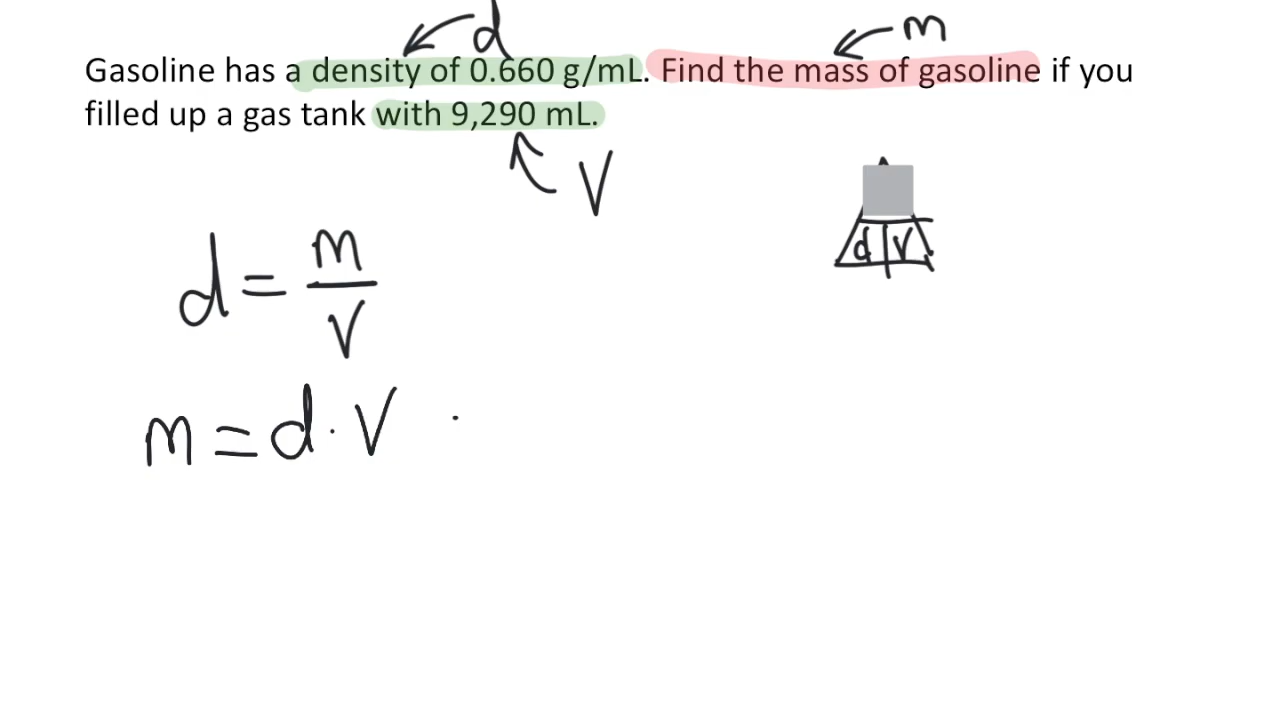 d
m
Gasoline has a density of 0.660 g/mL. Find the mass of gasoline if you
filled up a gas tank with 9,290 mL.
V
d | V
d = m / V
m = d · V